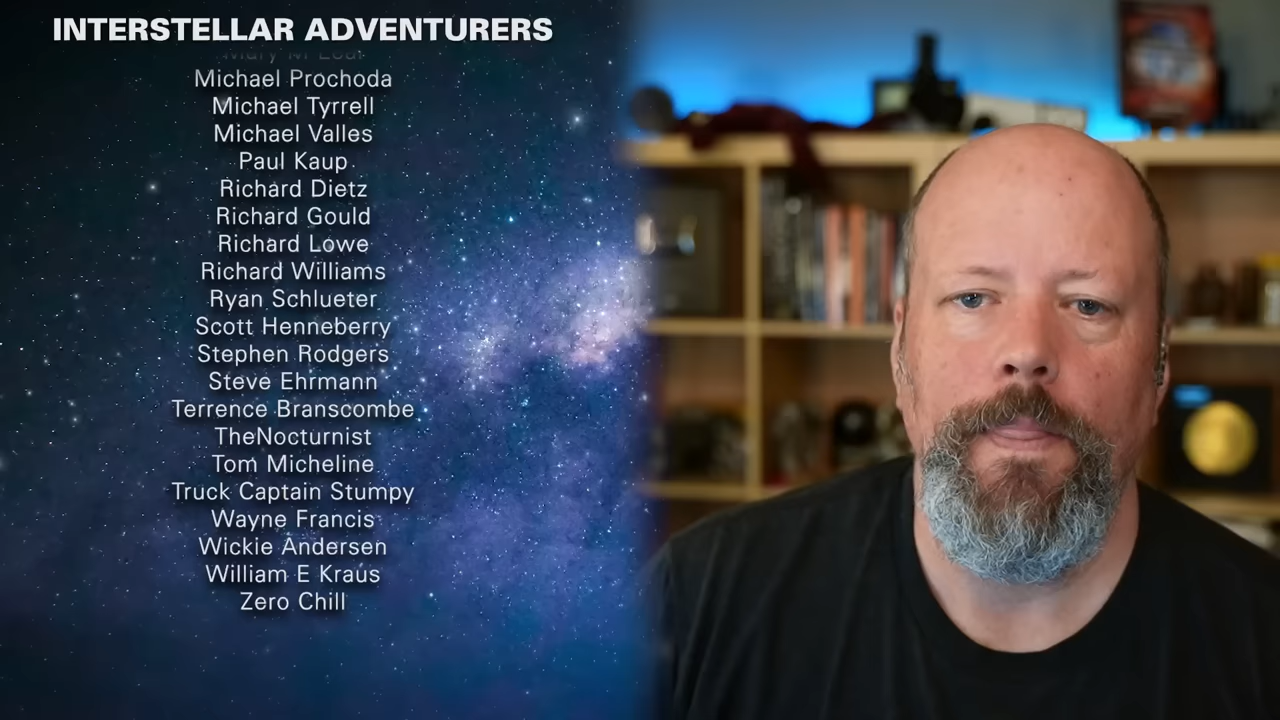 INTERSTELLAR ADVENTURERS
Michael Prochoda
Michael Tyrrell
Michael Valles
Paul Kaup
Richard Dietz
Richard Gould
Richard Lowe
Richard Williams
Ryan Schlueter
Scott Henneberry
Stephen Rodgers
Steve Ehrmann
Terrence Branscombe
TheNocturnist
Tom Micheline
Truck Captain Stumpy
Wayne Francis
Wickie Andersen
William E Kraus
Zero Chill